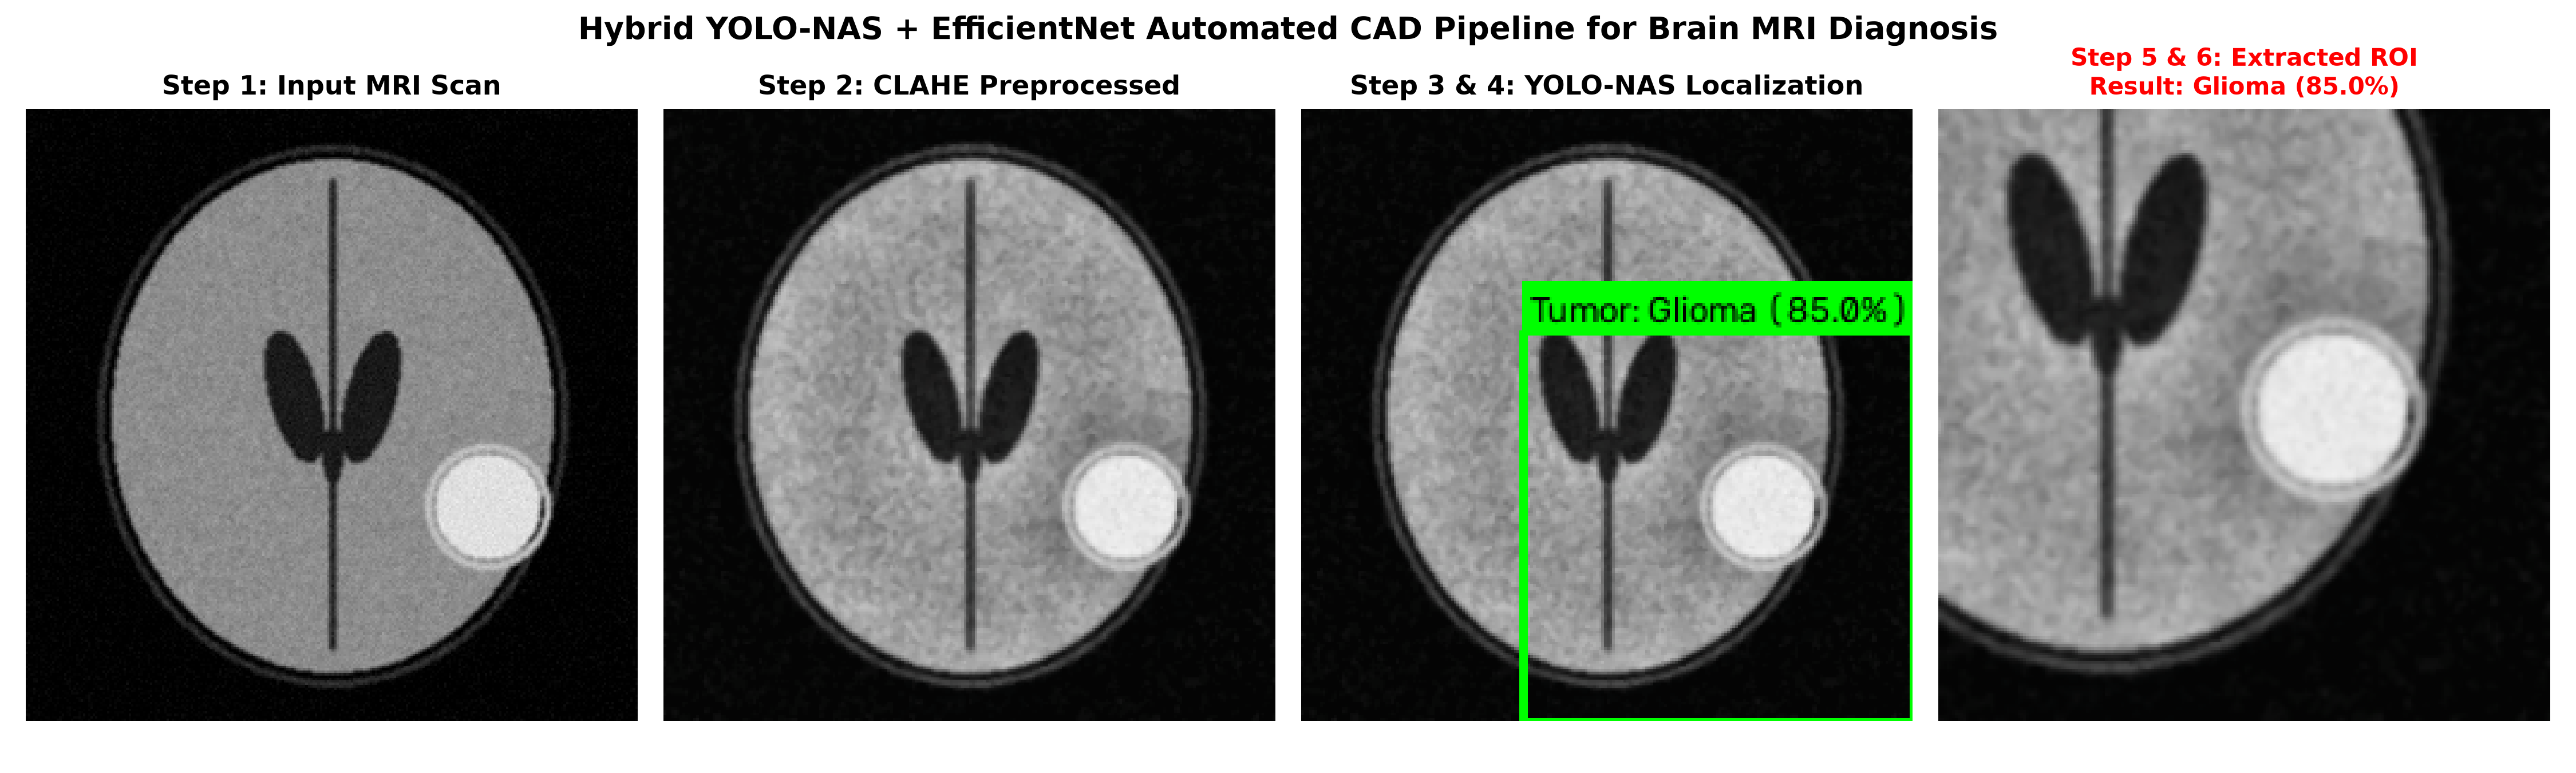 Hybrid YOLO-NAS + EfficientNet Automated CAD Pipeline for Brain MRI Diagnosis
Step 1: Input MRI Scan
Step 2: CLAHE Preprocessed
Step 3 & 4: YOLO-NAS Localization
Step 5 & 6: Extracted ROI
Result: Glioma (85.0%)
Tumor: Glioma (85.0%)